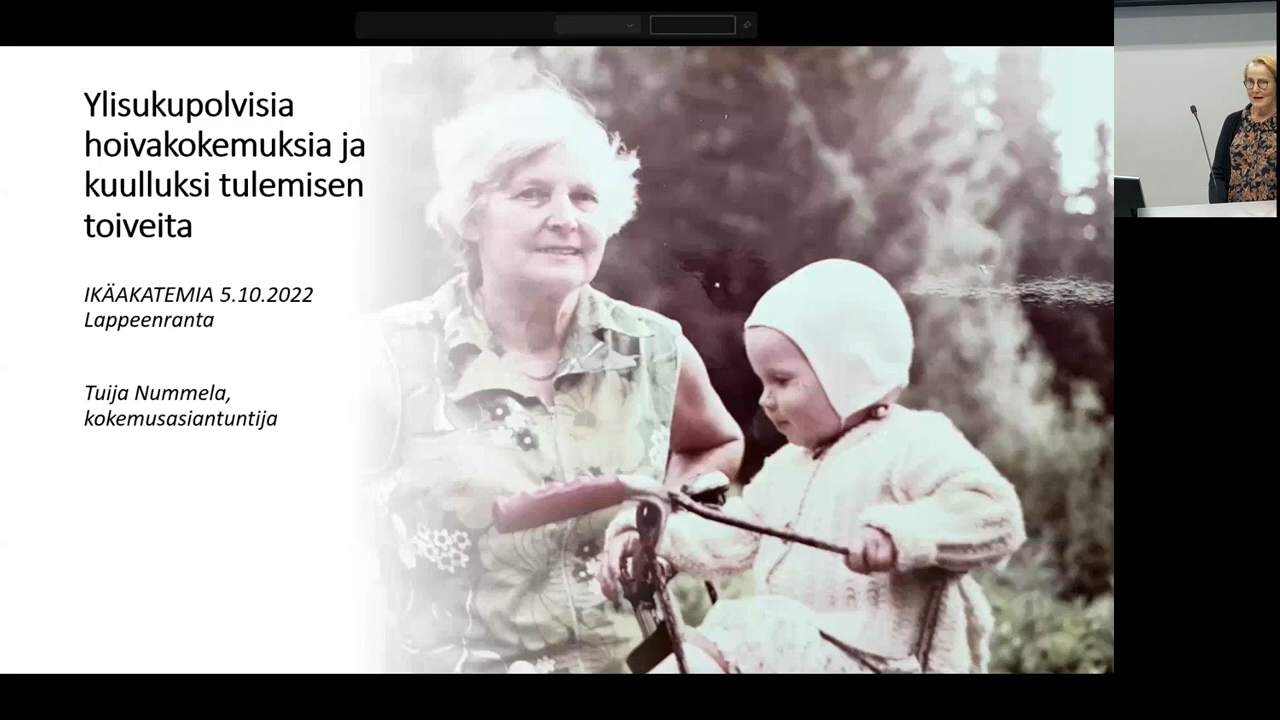 Ylisukupolvisia
hoivakokemuksia ja
kuulluksi tulemisen
toiveita
IKÄAKATEMIA 5.10.2022
Lappeenranta
Tuija Nummela,
kokemusasiantuntija